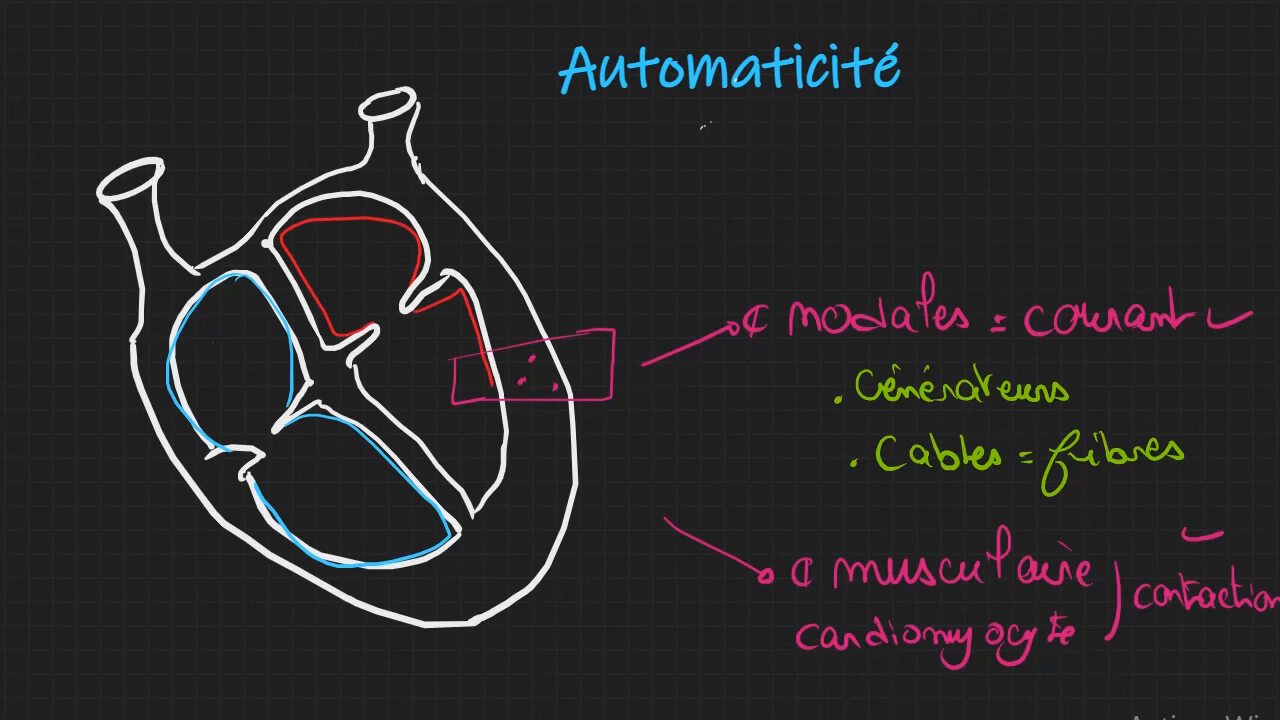 Automaticité
¢ nodales = courant
. Générateurs
. Cables = fibres
¢ musculaire
contraction
cardiomyocyte